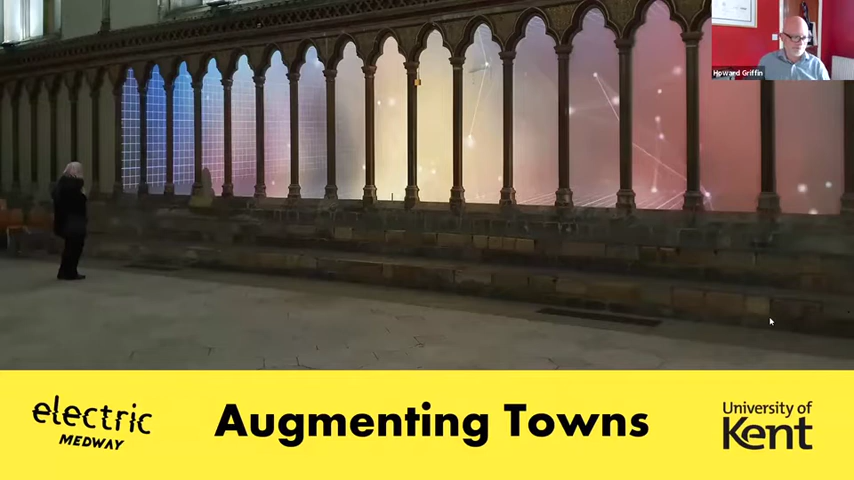 Howard Griffin
electric
MEDWAY
Augmenting Towns
University of
Kent